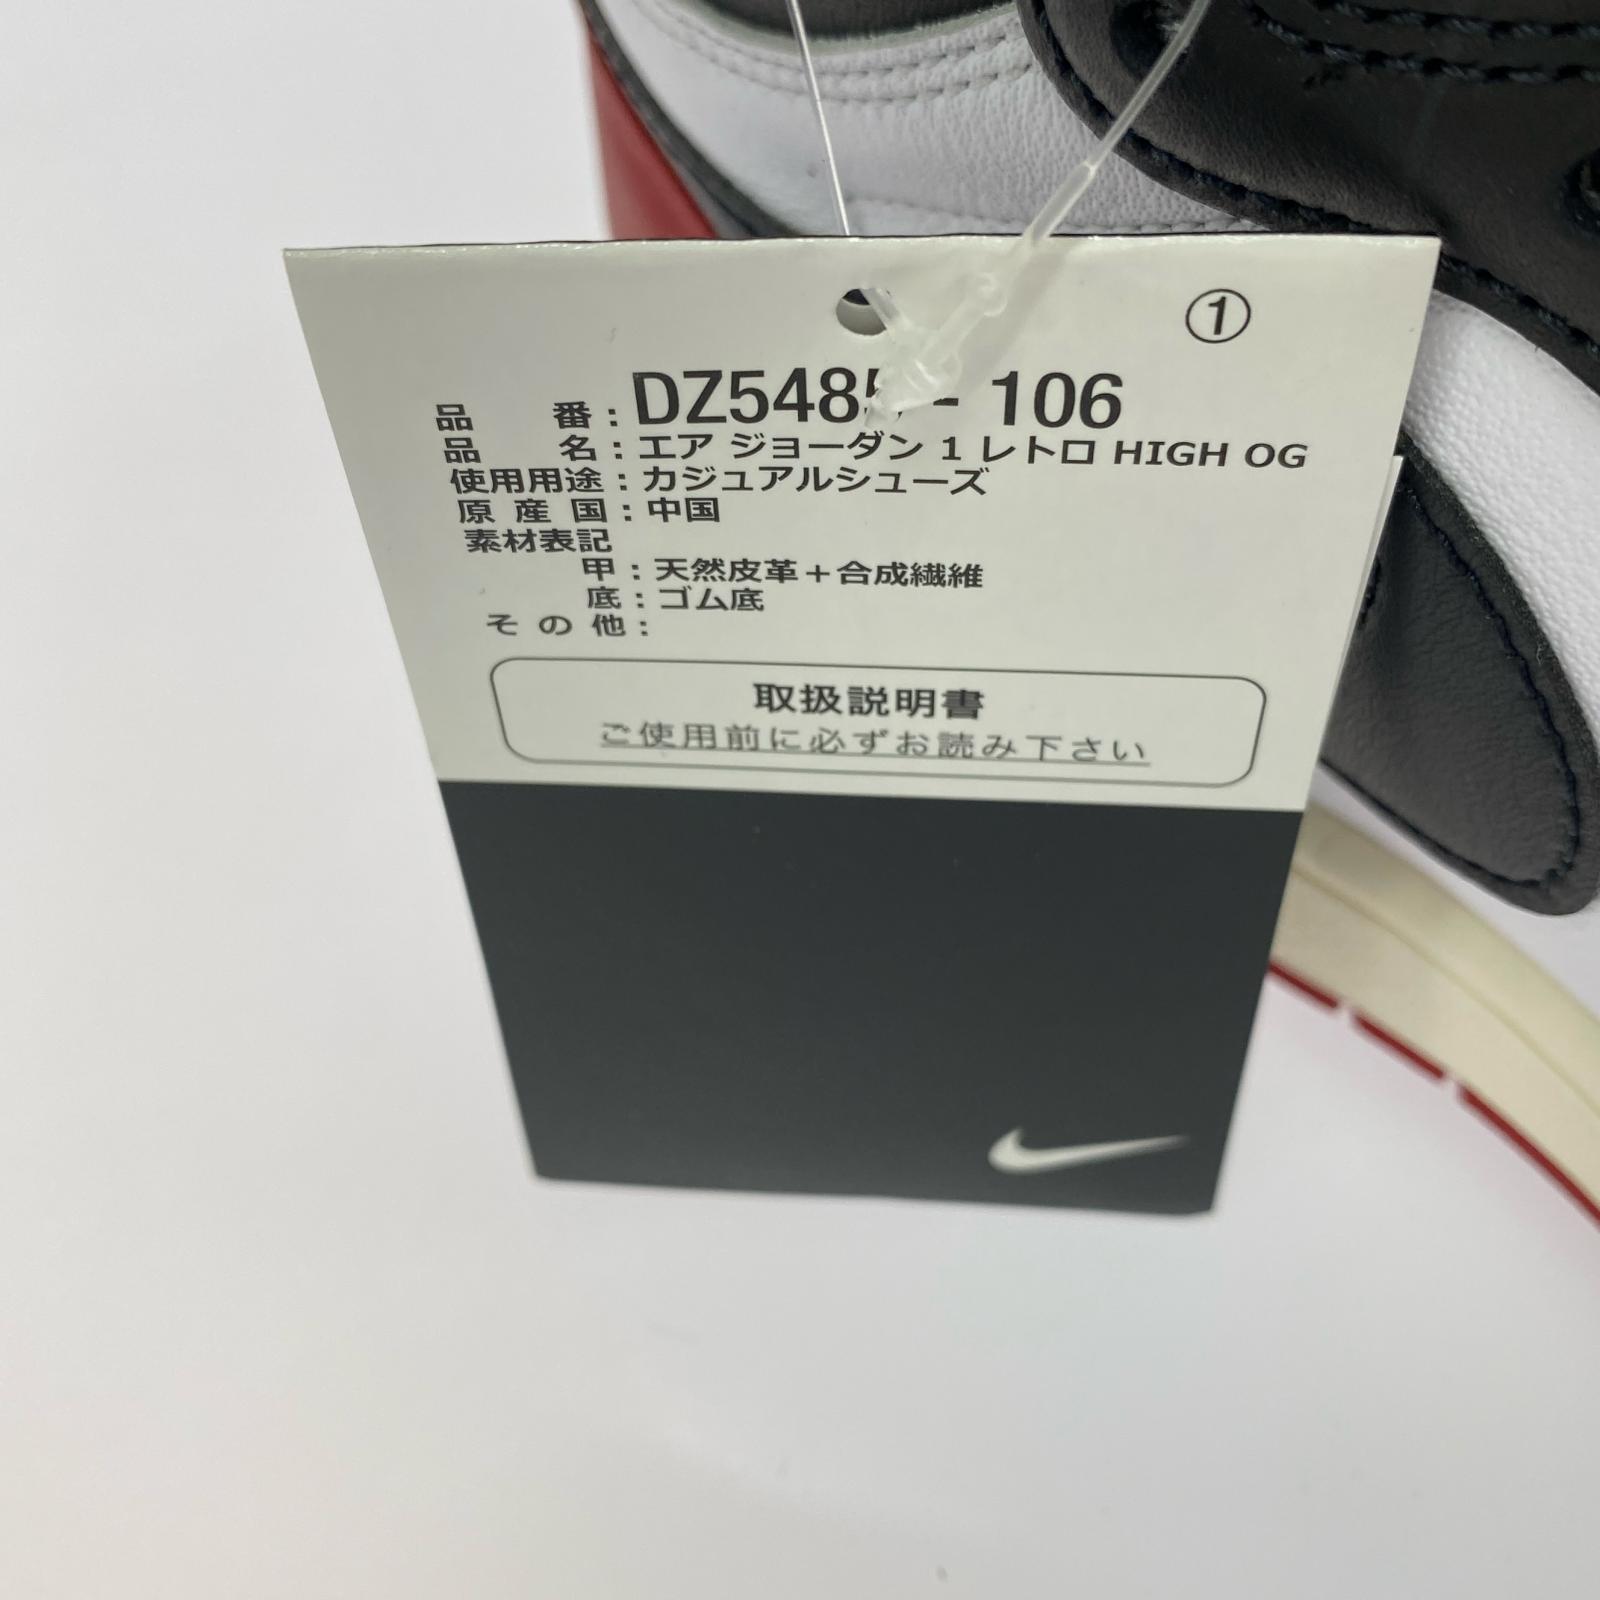 ①
品番：DZ5485-106
品名：エア ジョーダン 1 レトロ HIGH OG
使用用途：カジュアルシューズ
原産国：中国
素材表記
甲：天然皮革＋合成繊維
底：ゴム底
その他：
取扱説明書
ご使用前に必ずお読み下さい